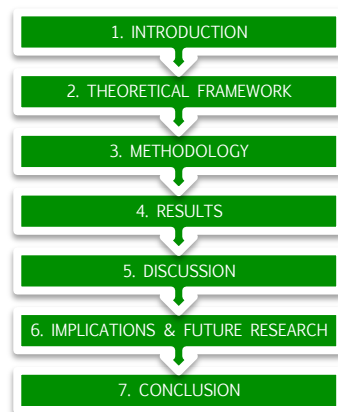 1. INTRODUCTION
2. THEORETICAL FRAMEWORK
3. METHODOLOGY
4. RESULTS
5. DISCUSSION
6. IMPLICATIONS & FUTURE RESEARCH
7. CONCLUSION